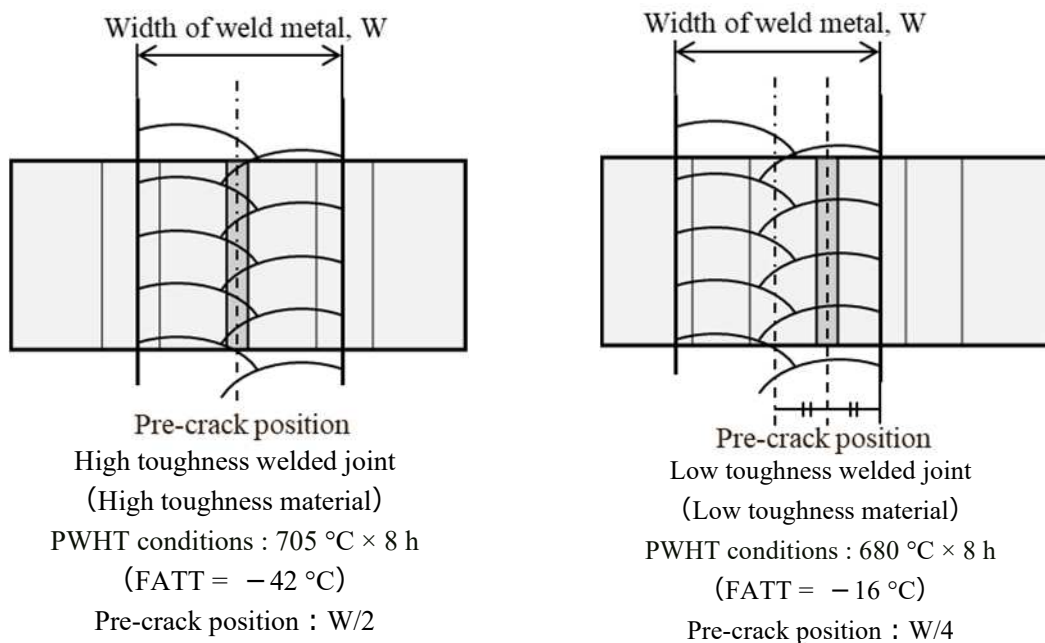 Width of weld metal, W
Pre-crack position
High toughness welded joint
（High toughness material）
PWHT conditions : 705 °C × 8 h
（FATT = －42 °C）
Pre-crack position：W/2
Width of weld metal, W
Pre-crack position
Low toughness welded joint
（Low toughness material）
PWHT conditions : 680 °C × 8 h
（FATT = －16 °C）
Pre-crack position：W/4